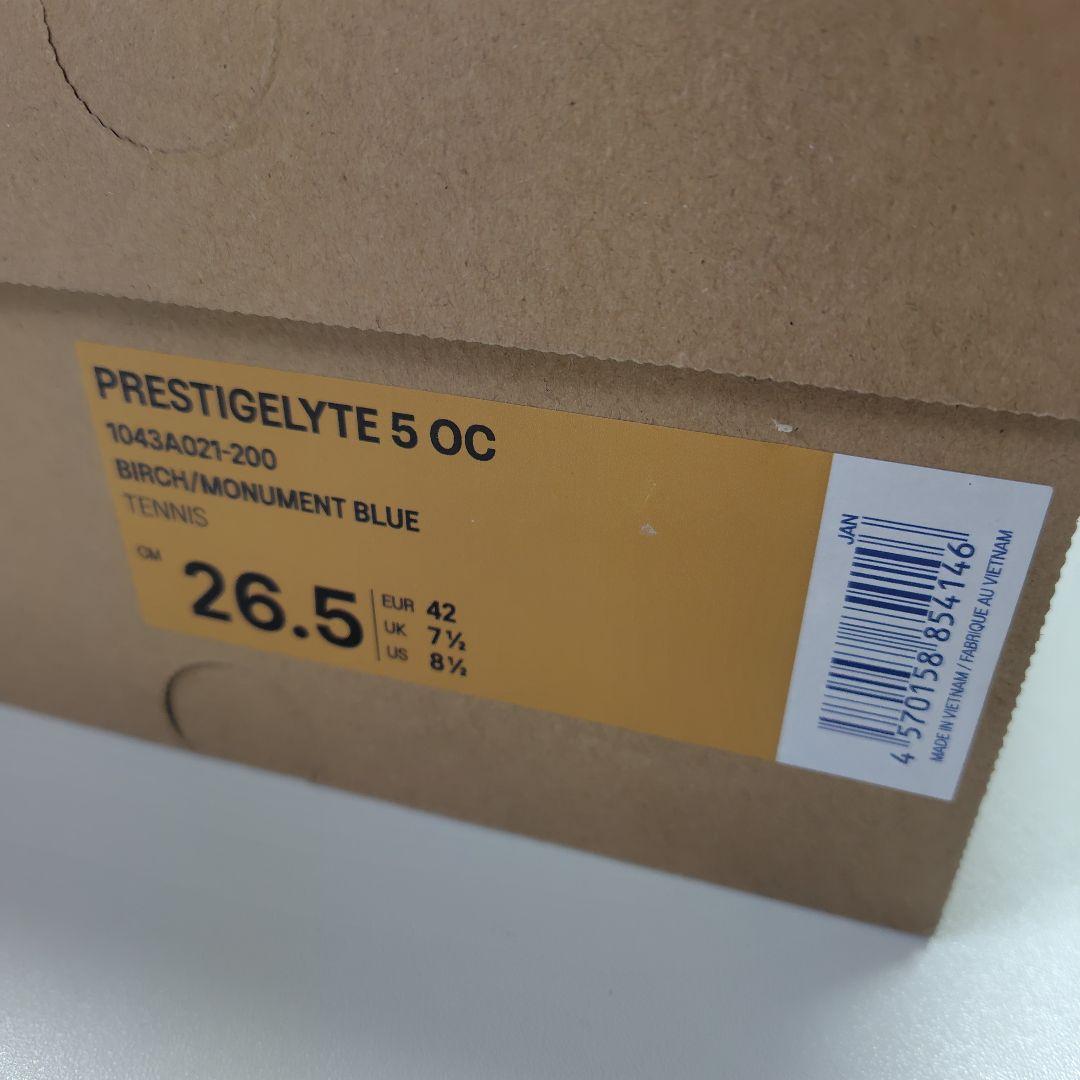 PRESTIGELYTE 5 OC
1043A021-200
BIRCH/MONUMENT BLUE
TENNIS
CM
26.5
EUR 42
UK 7½
US 8½
JAN
4 570158 854146
MADE IN VIETNAM / FABRIQUE AU VIETNAM